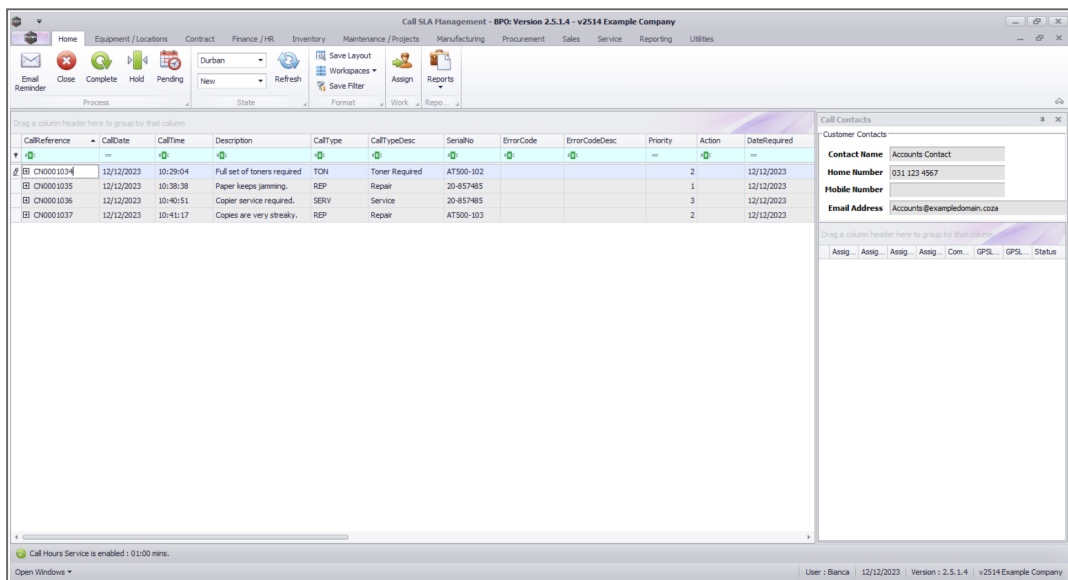 Call SLA Management - BPO: Version 2.5.1.4 - v2514 Example Company
Home Equipment / Locations Contract Finance / HR Inventory Maintenance / Projects Manufacturing Procurement Sales Service Reporting Utilities
Email Reminder Close Complete Hold Pending Durban New Refresh Save Layout Workspaces Save Filter Assign Reports
Process State Format Work Repo...
Drag a column header here to group by that column
CallReference CallDate CallTime Description CallType CallTypeDesc SerialNo ErrorCode ErrorCodeDesc Priority Action DateRequired
CN0001034 12/12/2023 10:29:04 Full set of toners required TON Toner Required AT500-102 2 12/12/2023
CN0001035 12/12/2023 10:38:38 Paper keeps jamming. REP Repair 20-857485 1 12/12/2023
CN0001036 12/12/2023 10:40:51 Copier service required. SERV Service 20-857485 3 12/12/2023
CN0001037 12/12/2023 10:41:17 Copies are very streaky. REP Repair AT500-103 2 12/12/2023
Call Contacts
Customer Contacts
Contact Name Accounts Contact
Home Number 031 123 4567
Mobile Number
Email Address Accounts@exampledomain.coza
Drag a column header here to group by that column
Assig... Assig... Assig... Assig... Com... GPSL... GPSL... Status
Call Hours Service is enabled : 01:00 mins.
Open Windows User : Bianca 12/12/2023 Version : 2.5.1.4 v2514 Example Company